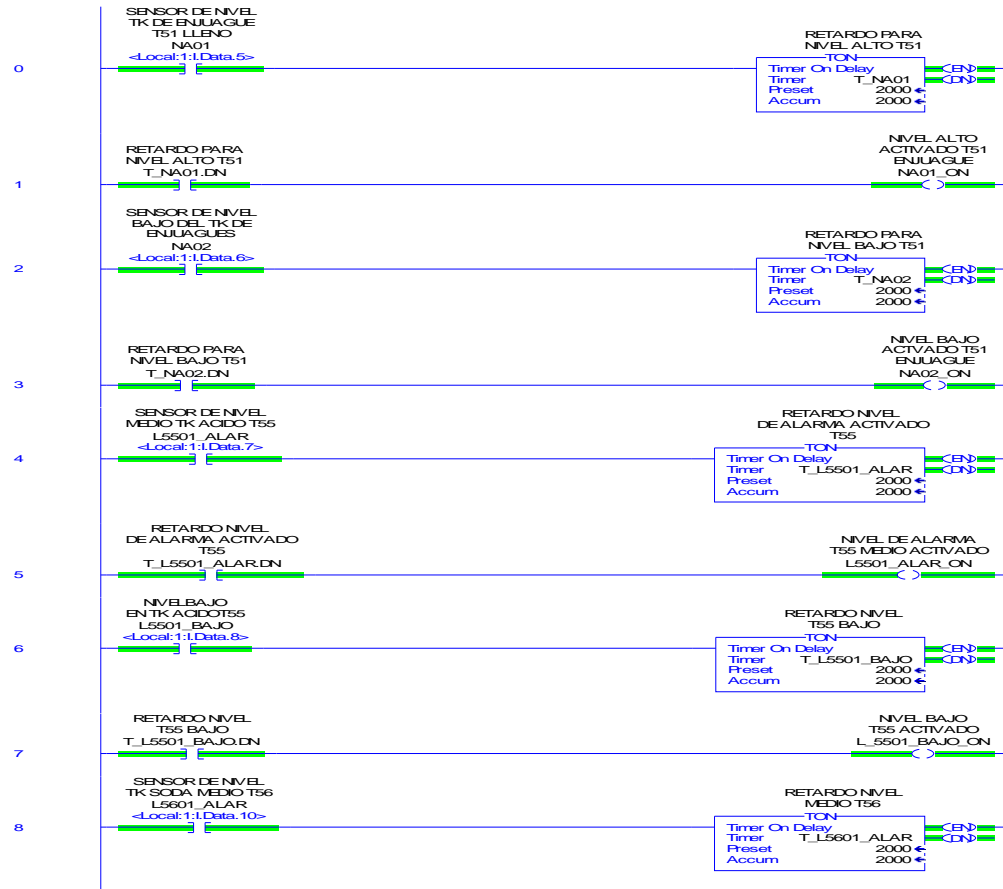 SENSOR DE NIVEL
TK DE ENJUAGUE
T51 LLENO
NA01
<Local:1:I.Data.5>
0
RETARDO PARA
NIVEL ALTO T51
TON
Timer On Delay
Timer T_NA01
Preset 2000
Accum 2000
EN
DN
RETARDO PARA
NIVEL ALTO T51
T_NA01.DN
1
NIVEL ALTO
ACTIVADO T51
ENJUAGUE
NA01_ON
SENSOR DE NIVEL
BAJO DEL TK DE
ENJUAGUES
NA02
<Local:1:I.Data.6>
2
RETARDO PARA
NIVEL BAJO T51
TON
Timer On Delay
Timer T_NA02
Preset 2000
Accum 2000
EN
DN
RETARDO PARA
NIVEL BAJO T51
T_NA02.DN
3
NIVEL BAJO
ACTVADO T51
ENJUAGUE
NA02_ON
SENSOR DE NIVEL
MEDIO TK ACIDO T55
L5501_ALAR
<Local:1:I.Data.7>
4
RETARDO NIVEL
DE ALARMA ACTIVADO
T55
TON
Timer On Delay
Timer T_L5501_ALAR
Preset 2000
Accum 2000
EN
DN
RETARDO NIVEL
DE ALARMA ACTIVADO
T55
T_L5501_ALAR.DN
5
NIVEL DE ALARMA
T55 MEDIO ACTIVADO
L5501_ALAR_ON
NIVELBAJO
EN TK ACIDOT55
L5501_BAJO
<Local:1:I.Data.8>
6
RETARDO NIVEL
T55 BAJO
TON
Timer On Delay
Timer T_L5501_BAJO
Preset 2000
Accum 2000
EN
DN
RETARDO NIVEL
T55 BAJO
T_L5501_BAJO.DN
7
NIVEL BAJO
T55 ACTIVADO
L_5501_BAJO_ON
SENSOR DE NIVEL
TK SODA MEDIO T56
L5601_ALAR
<Local:1:I.Data.10>
8
RETARDO NIVEL
MEDIO T56
TON
Timer On Delay
Timer T_L5601_ALAR
Preset 2000
Accum 2000
EN
DN